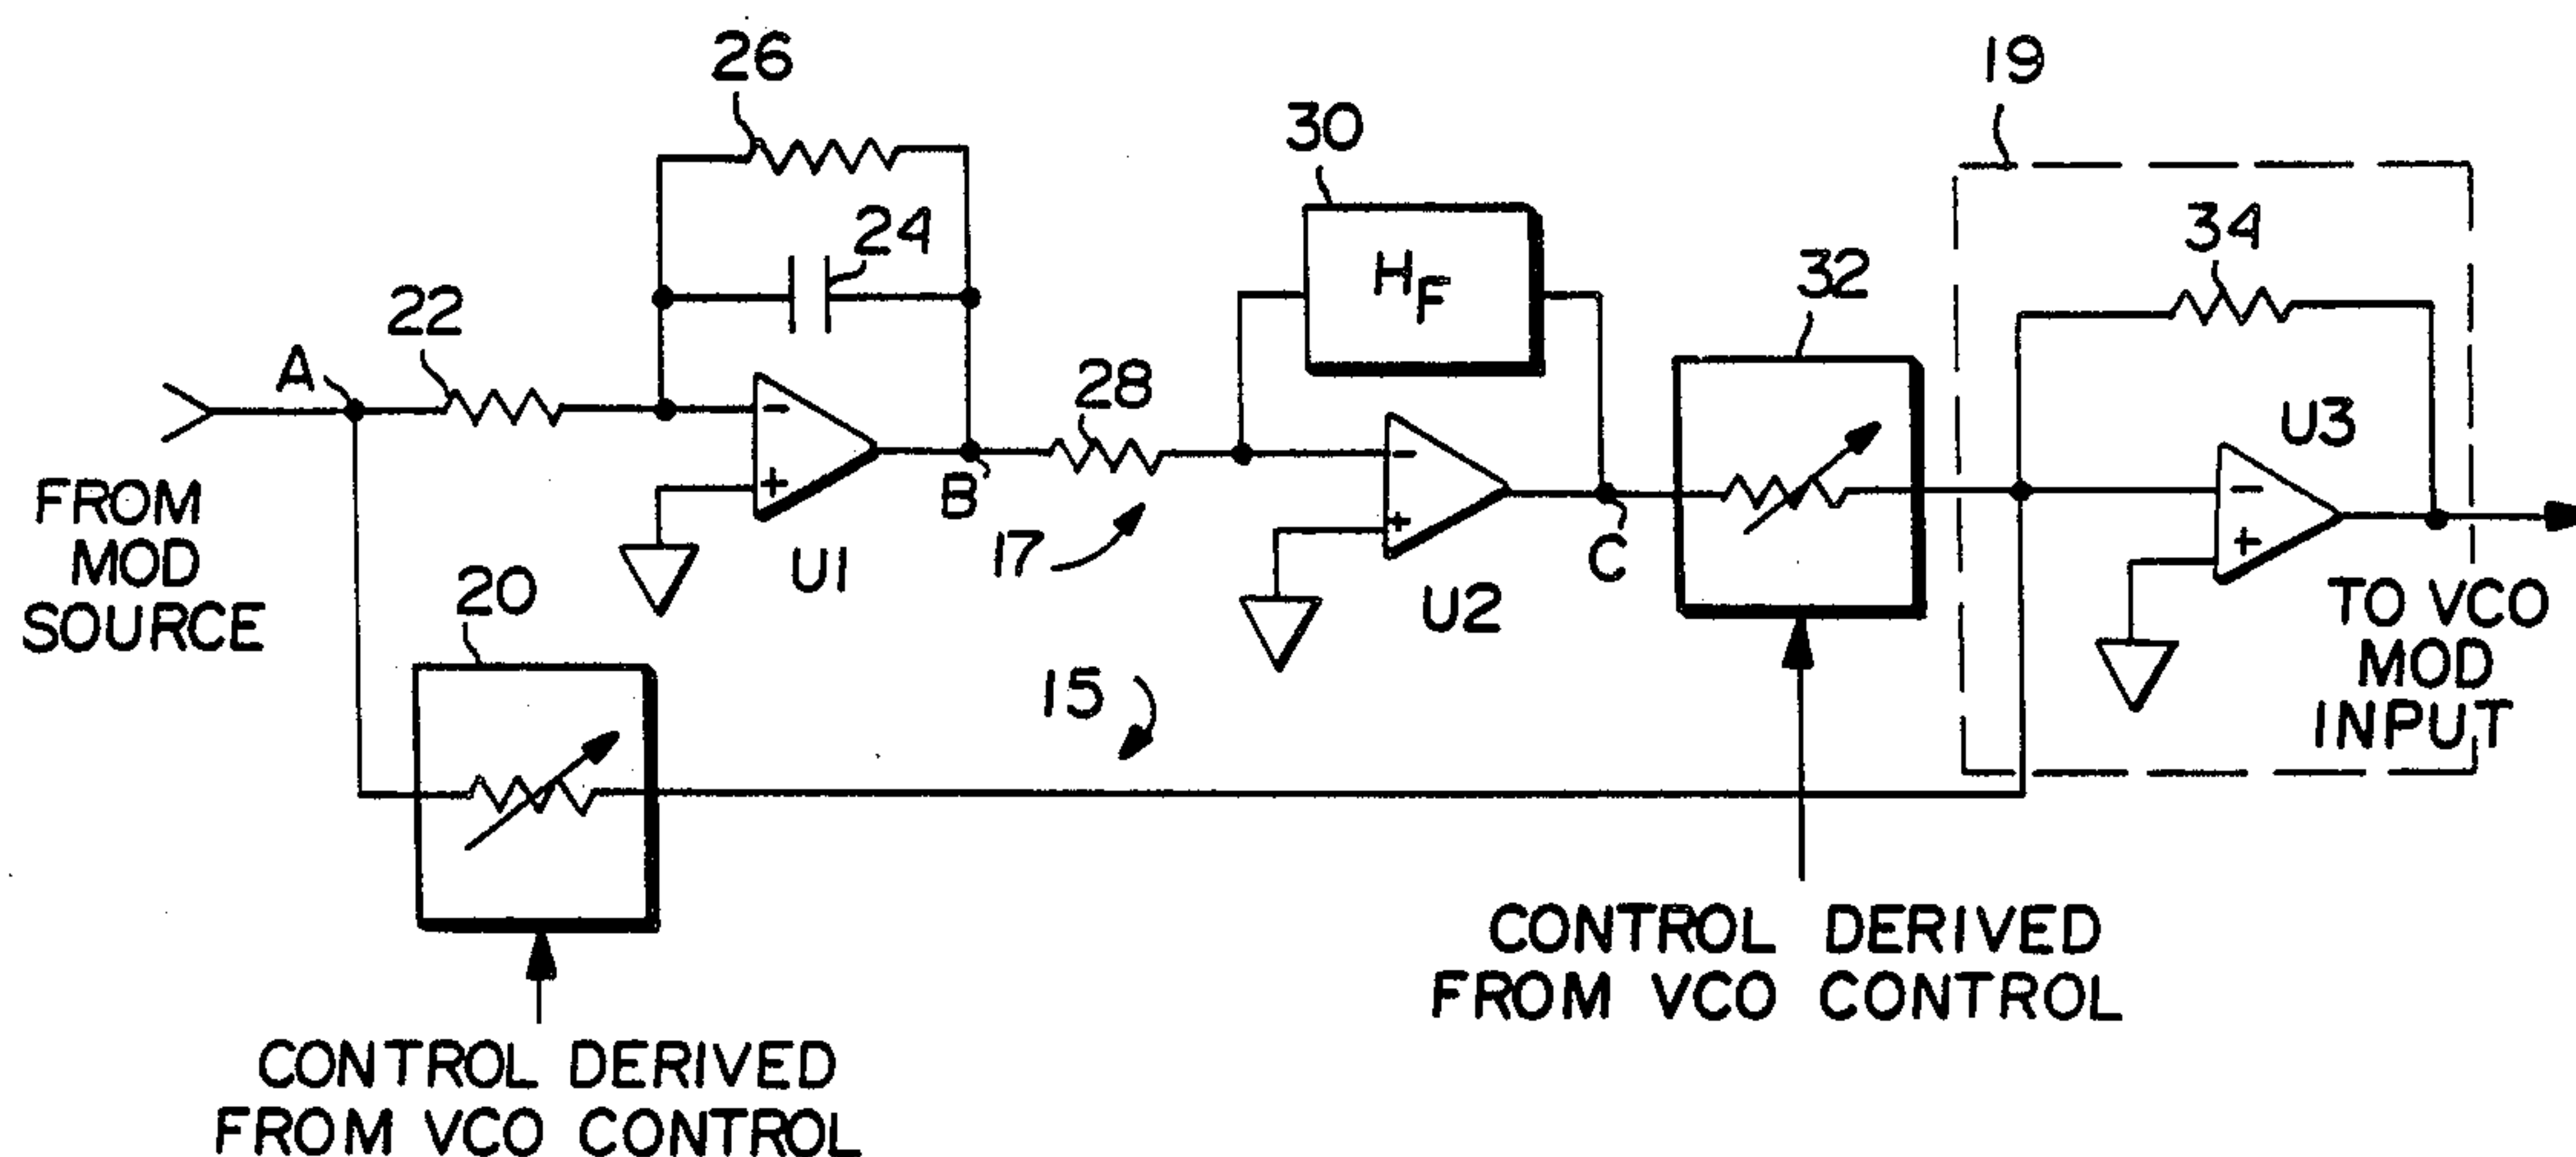 26
19
30
24
34
32
22
A
28
H_F
U3
B
FROM
MOD
SOURCE
17
C
U1
20
U2
TO VCO
MOD
INPUT
15
-
+
-
+
-
+
CONTROL DERIVED
FROM VCO CONTROL
CONTROL DERIVED
FROM VCO CONTROL